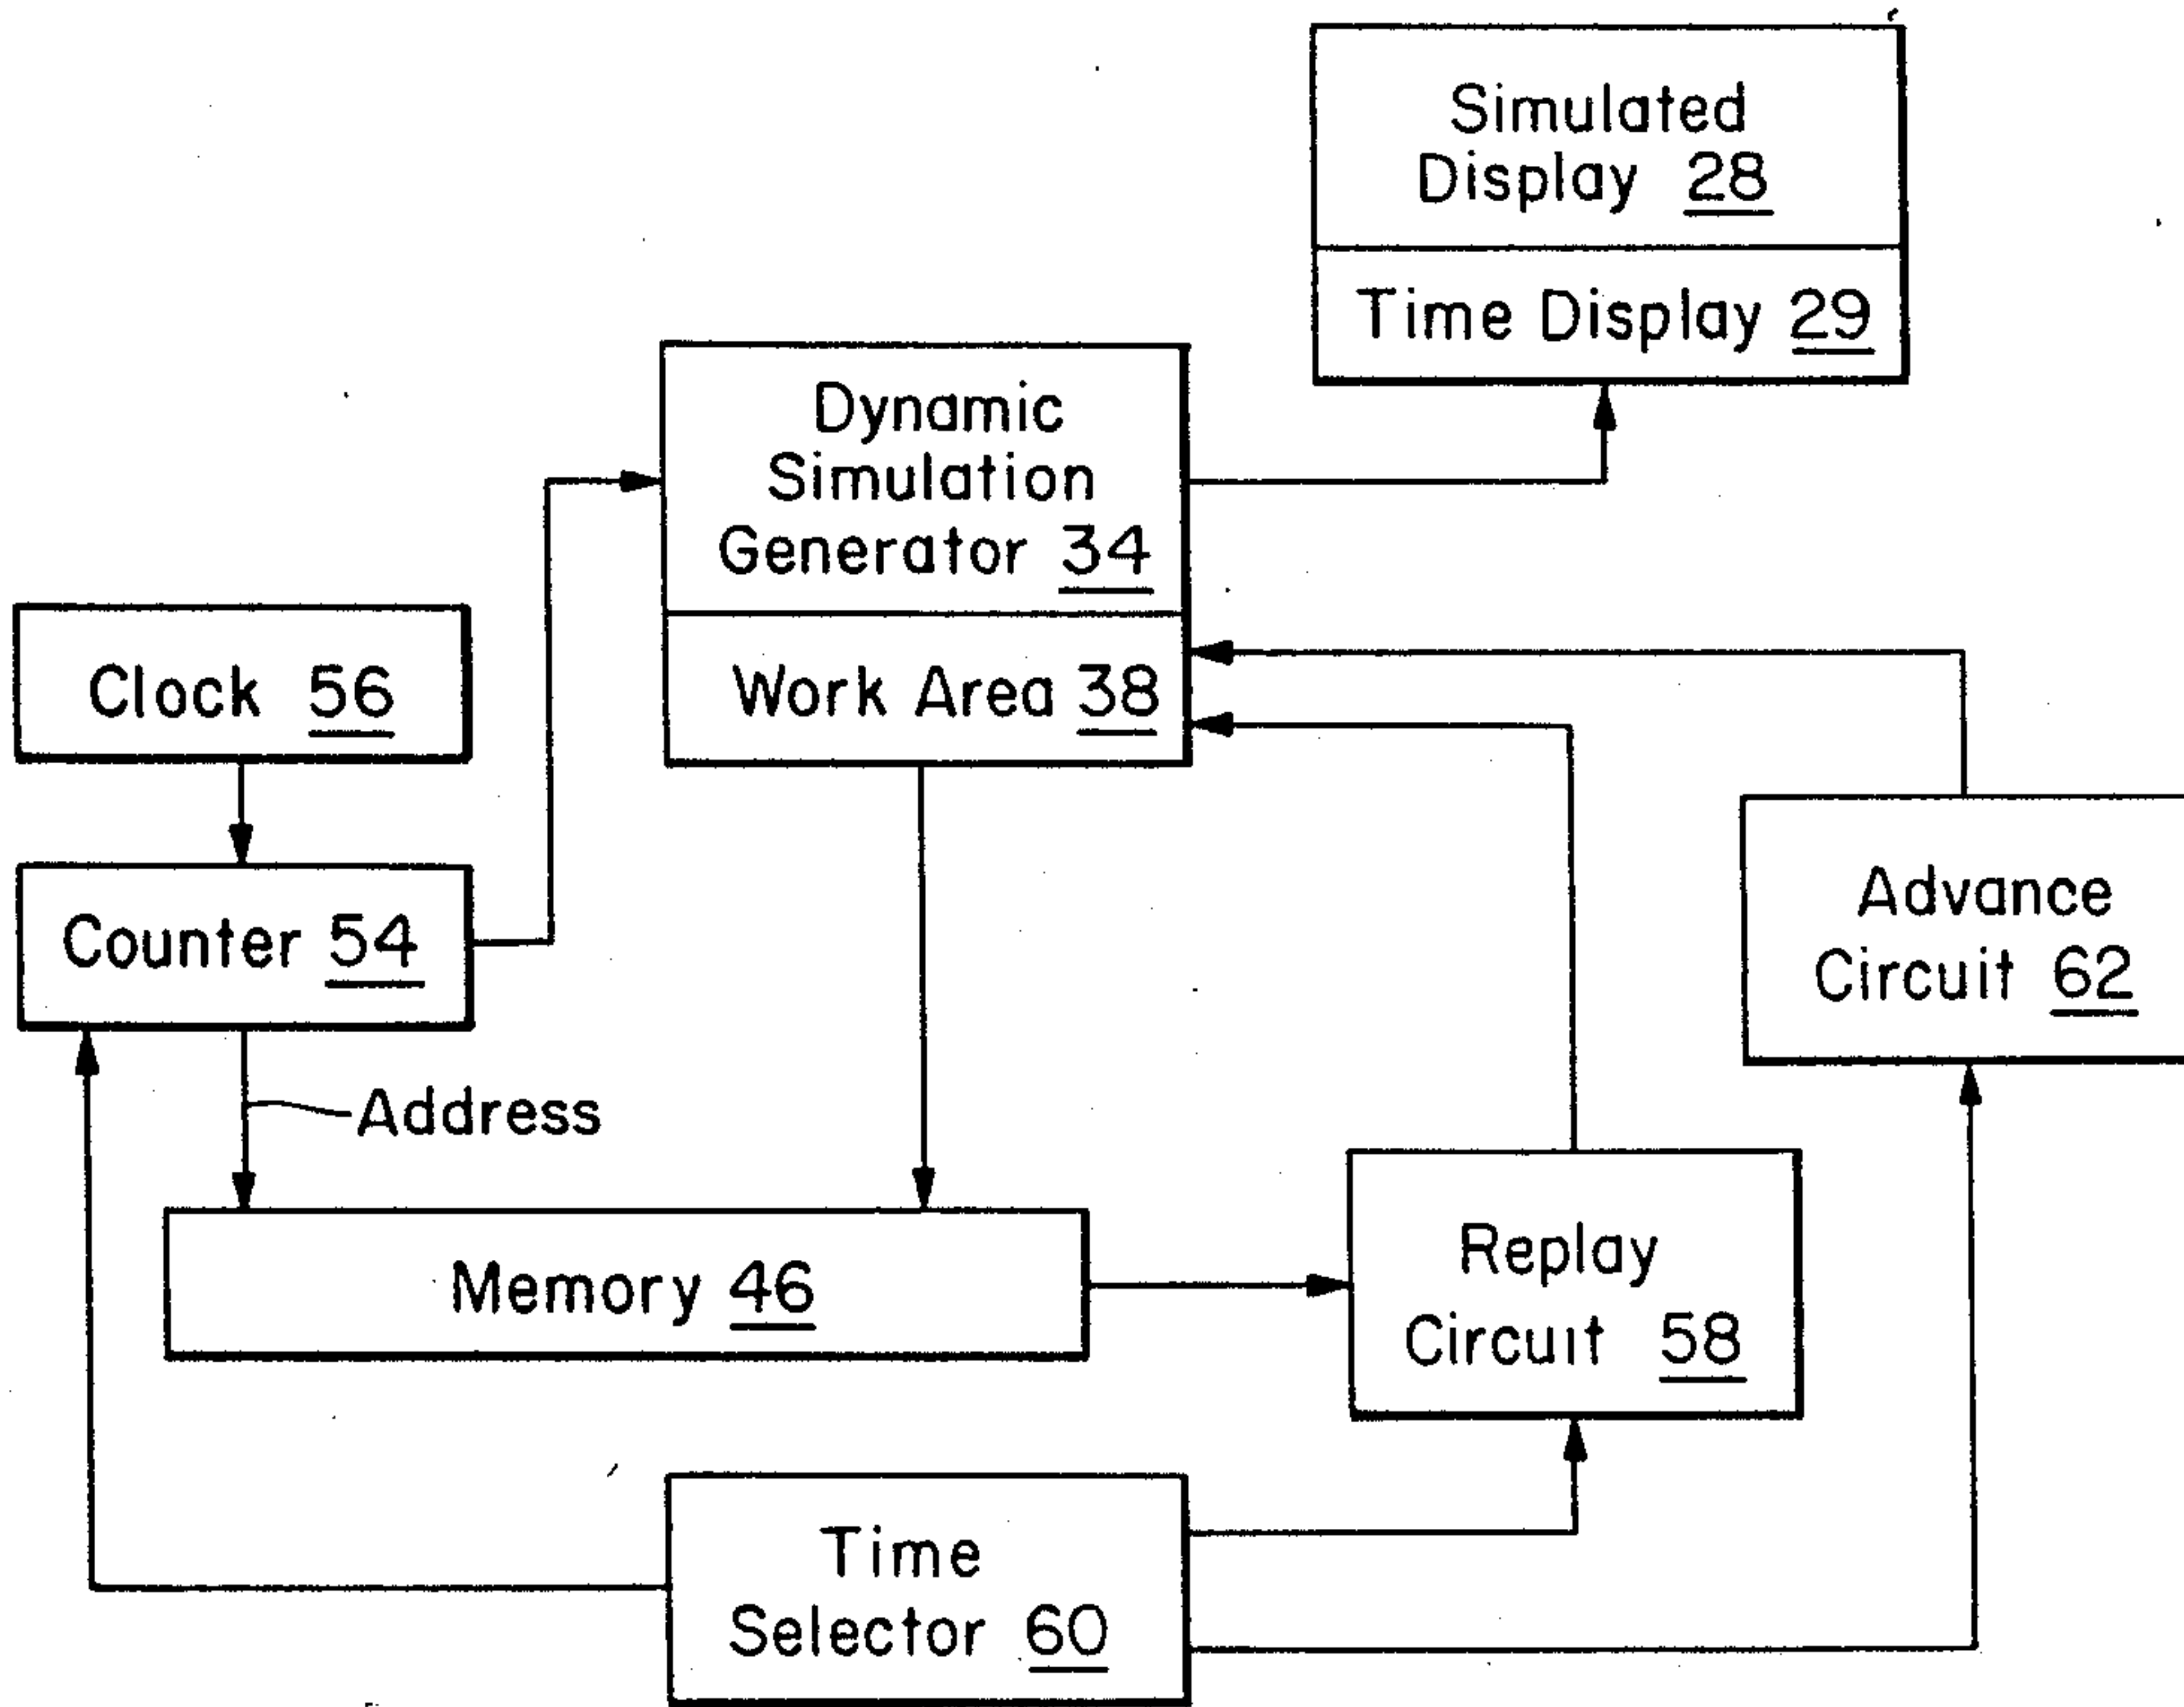 Simulated
Display 28
Time Display 29
Dynamic
Simulation
Generator 34
Work Area 38
Clock 56
Counter 54
Address
Advance
Circuit 62
Memory 46
Replay
Circuit 58
Time
Selector 60